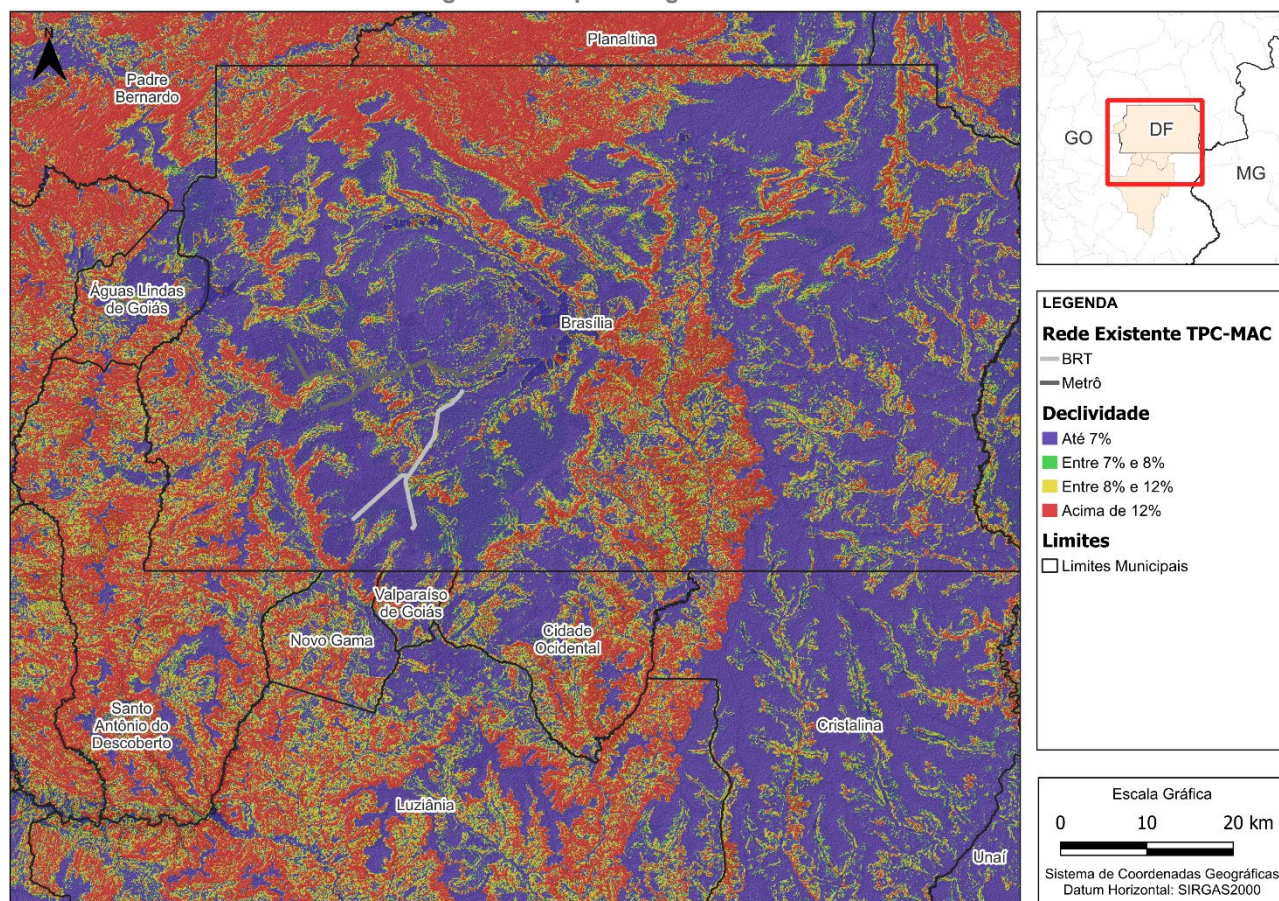 N
Planaltina
Padre
Bernardo
Águas Lindas
de Goiás
Brasília
Valparaíso
de Goiás
Novo Gama
Cidade
Ocidental
Santo
Antônio do
Descoberto
Cristalina
Luziânia
Unaí
GO
DF
MG
LEGENDA
Rede Existente TPC-MAC
BRT
Metrô
Declividade
Até 7%
Entre 7% e 8%
Entre 8% e 12%
Acima de 12%
Limites
Limites Municipais
Escala Gráfica
0 10 20 km
Sistema de Coordenadas Geográficas
Datum Horizontal: SIRGAS2000